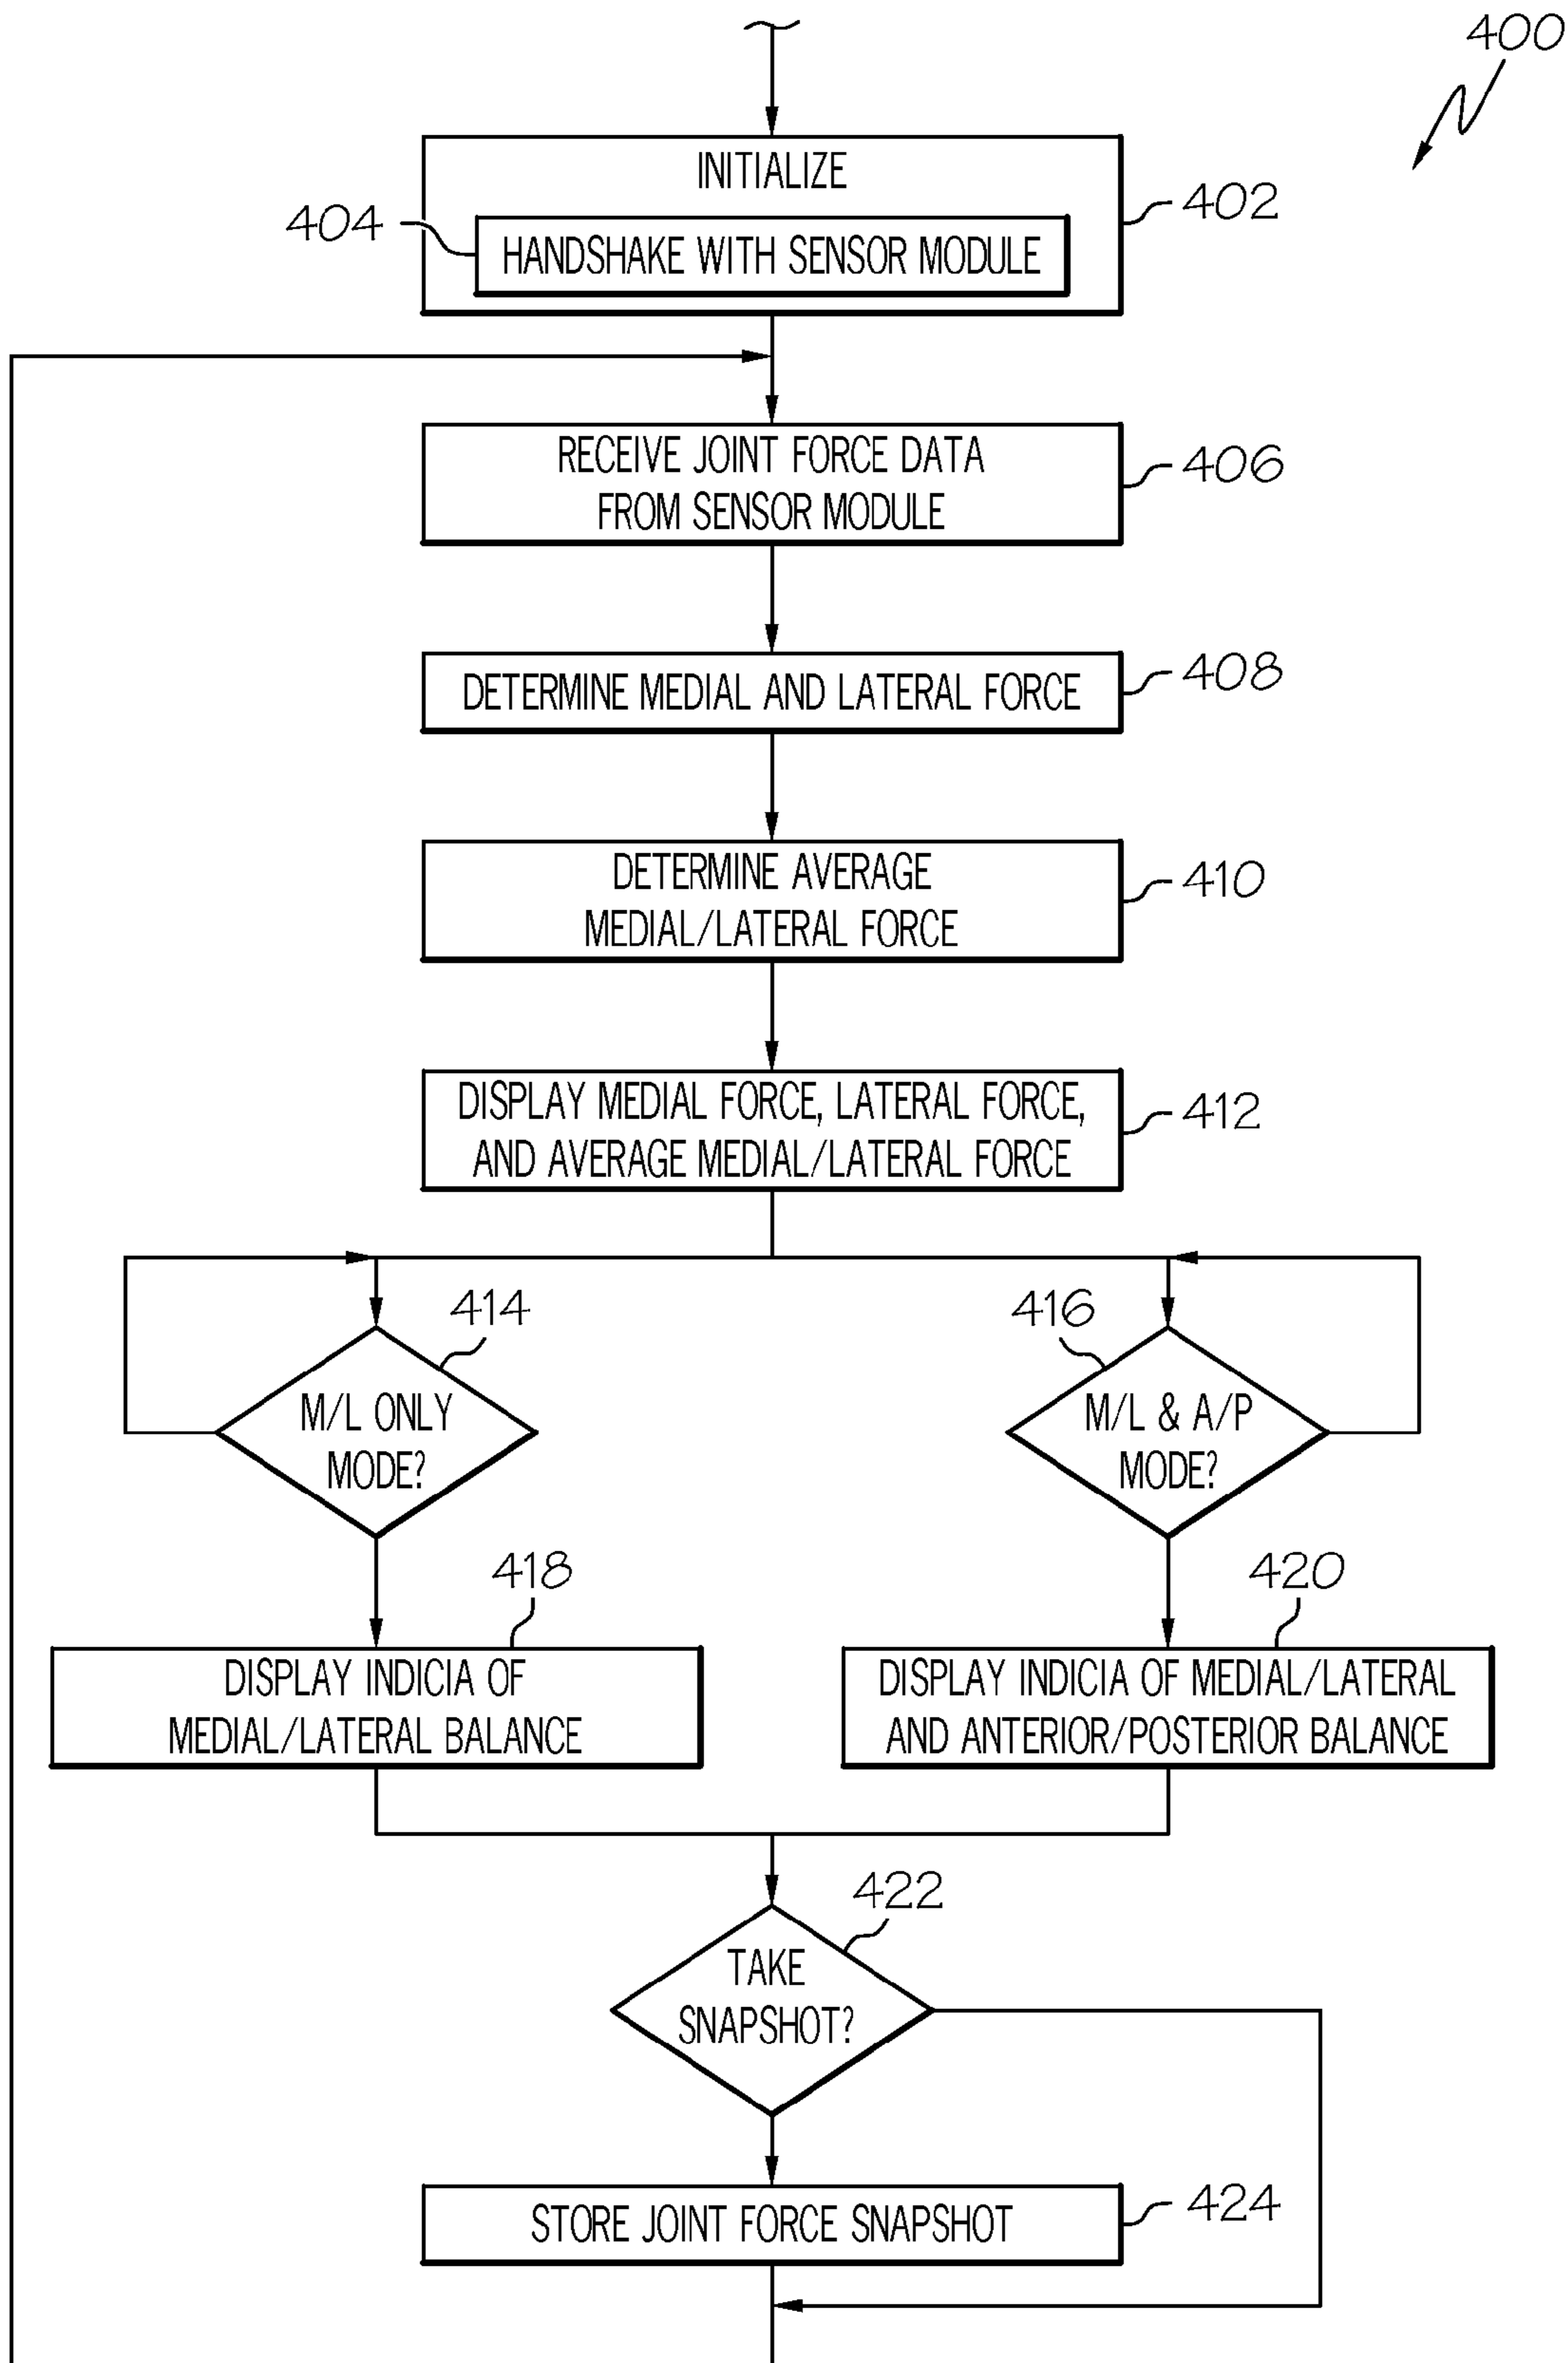 400
INITIALIZE
402
404
HANDSHAKE WITH SENSOR MODULE
RECEIVE JOINT FORCE DATA
FROM SENSOR MODULE
406
DETERMINE MEDIAL AND LATERAL FORCE
408
DETERMINE AVERAGE
MEDIAL/LATERAL FORCE
410
DISPLAY MEDIAL FORCE, LATERAL FORCE,
AND AVERAGE MEDIAL/LATERAL FORCE
412
414
M/L ONLY
MODE?
416
M/L & A/P
MODE?
418
DISPLAY INDICIA OF
MEDIAL/LATERAL BALANCE
420
DISPLAY INDICIA OF MEDIAL/LATERAL
AND ANTERIOR/POSTERIOR BALANCE
422
TAKE
SNAPSHOT?
STORE JOINT FORCE SNAPSHOT
424